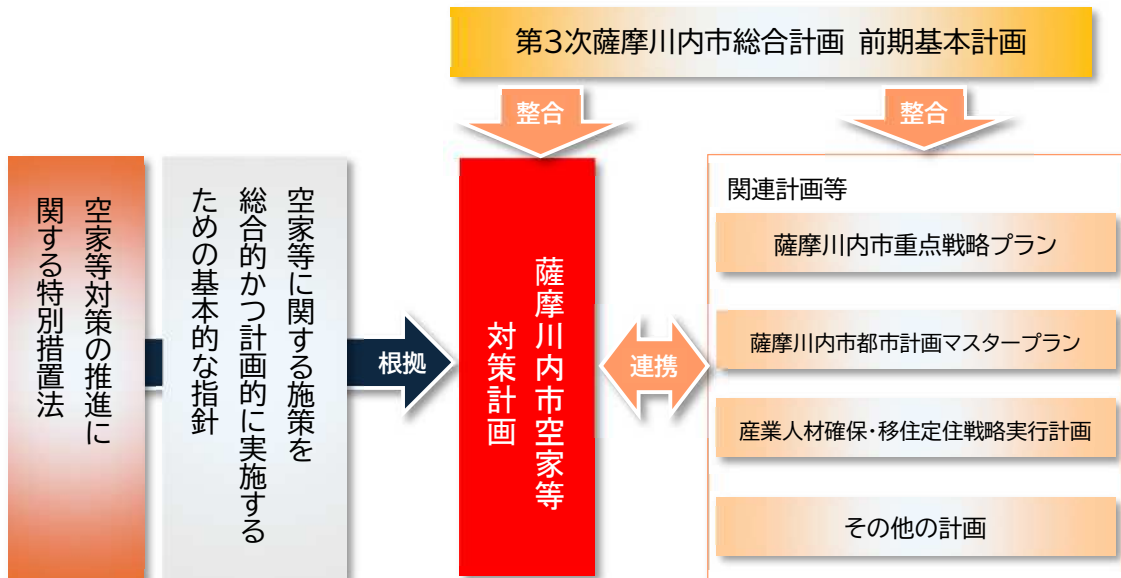 第3次薩摩川内市総合計画 前期基本計画
整合
整合
空家等対策の推進に
関する特別措置法
空家等に関する施策を
総合的かつ計画的に実施する
ための基本的な指針
根拠
薩摩川内市空家等
対策計画
連携
関連計画等
薩摩川内市重点戦略プラン
薩摩川内市都市計画マスタープラン
産業人材確保・移住定住戦略実行計画
その他の計画